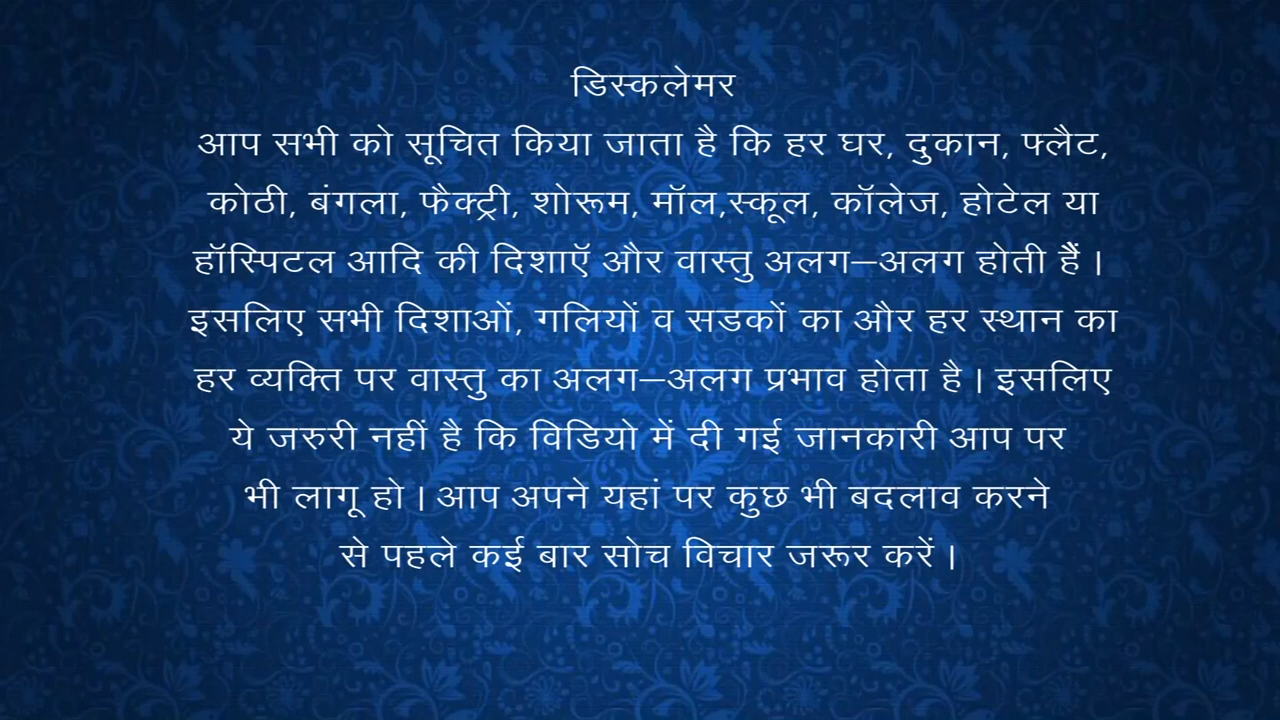 डिस्कलेमर
आप सभी को सूचित किया जाता है कि हर घर, दुकान, फ्लैट,
कोठी, बंगला, फैक्ट्री, शोरूम, मॉल,स्कूल, कॉलेज, होटेल या
हॉस्पिटल आदि की दिशाऍ और वास्तु अलग–अलग होती हैं ।
इसलिए सभी दिशाओं, गलियों व सडकों का और हर स्थान का
हर व्यक्ति पर वास्तु का अलग–अलग प्रभाव होता है । इसलिए
ये जरुरी नहीं है कि विडियो में दी गई जानकारी आप पर
भी लागू हो । आप अपने यहां पर कुछ भी बदलाव करने
से पहले कई बार सोच विचार जरूर करें ।